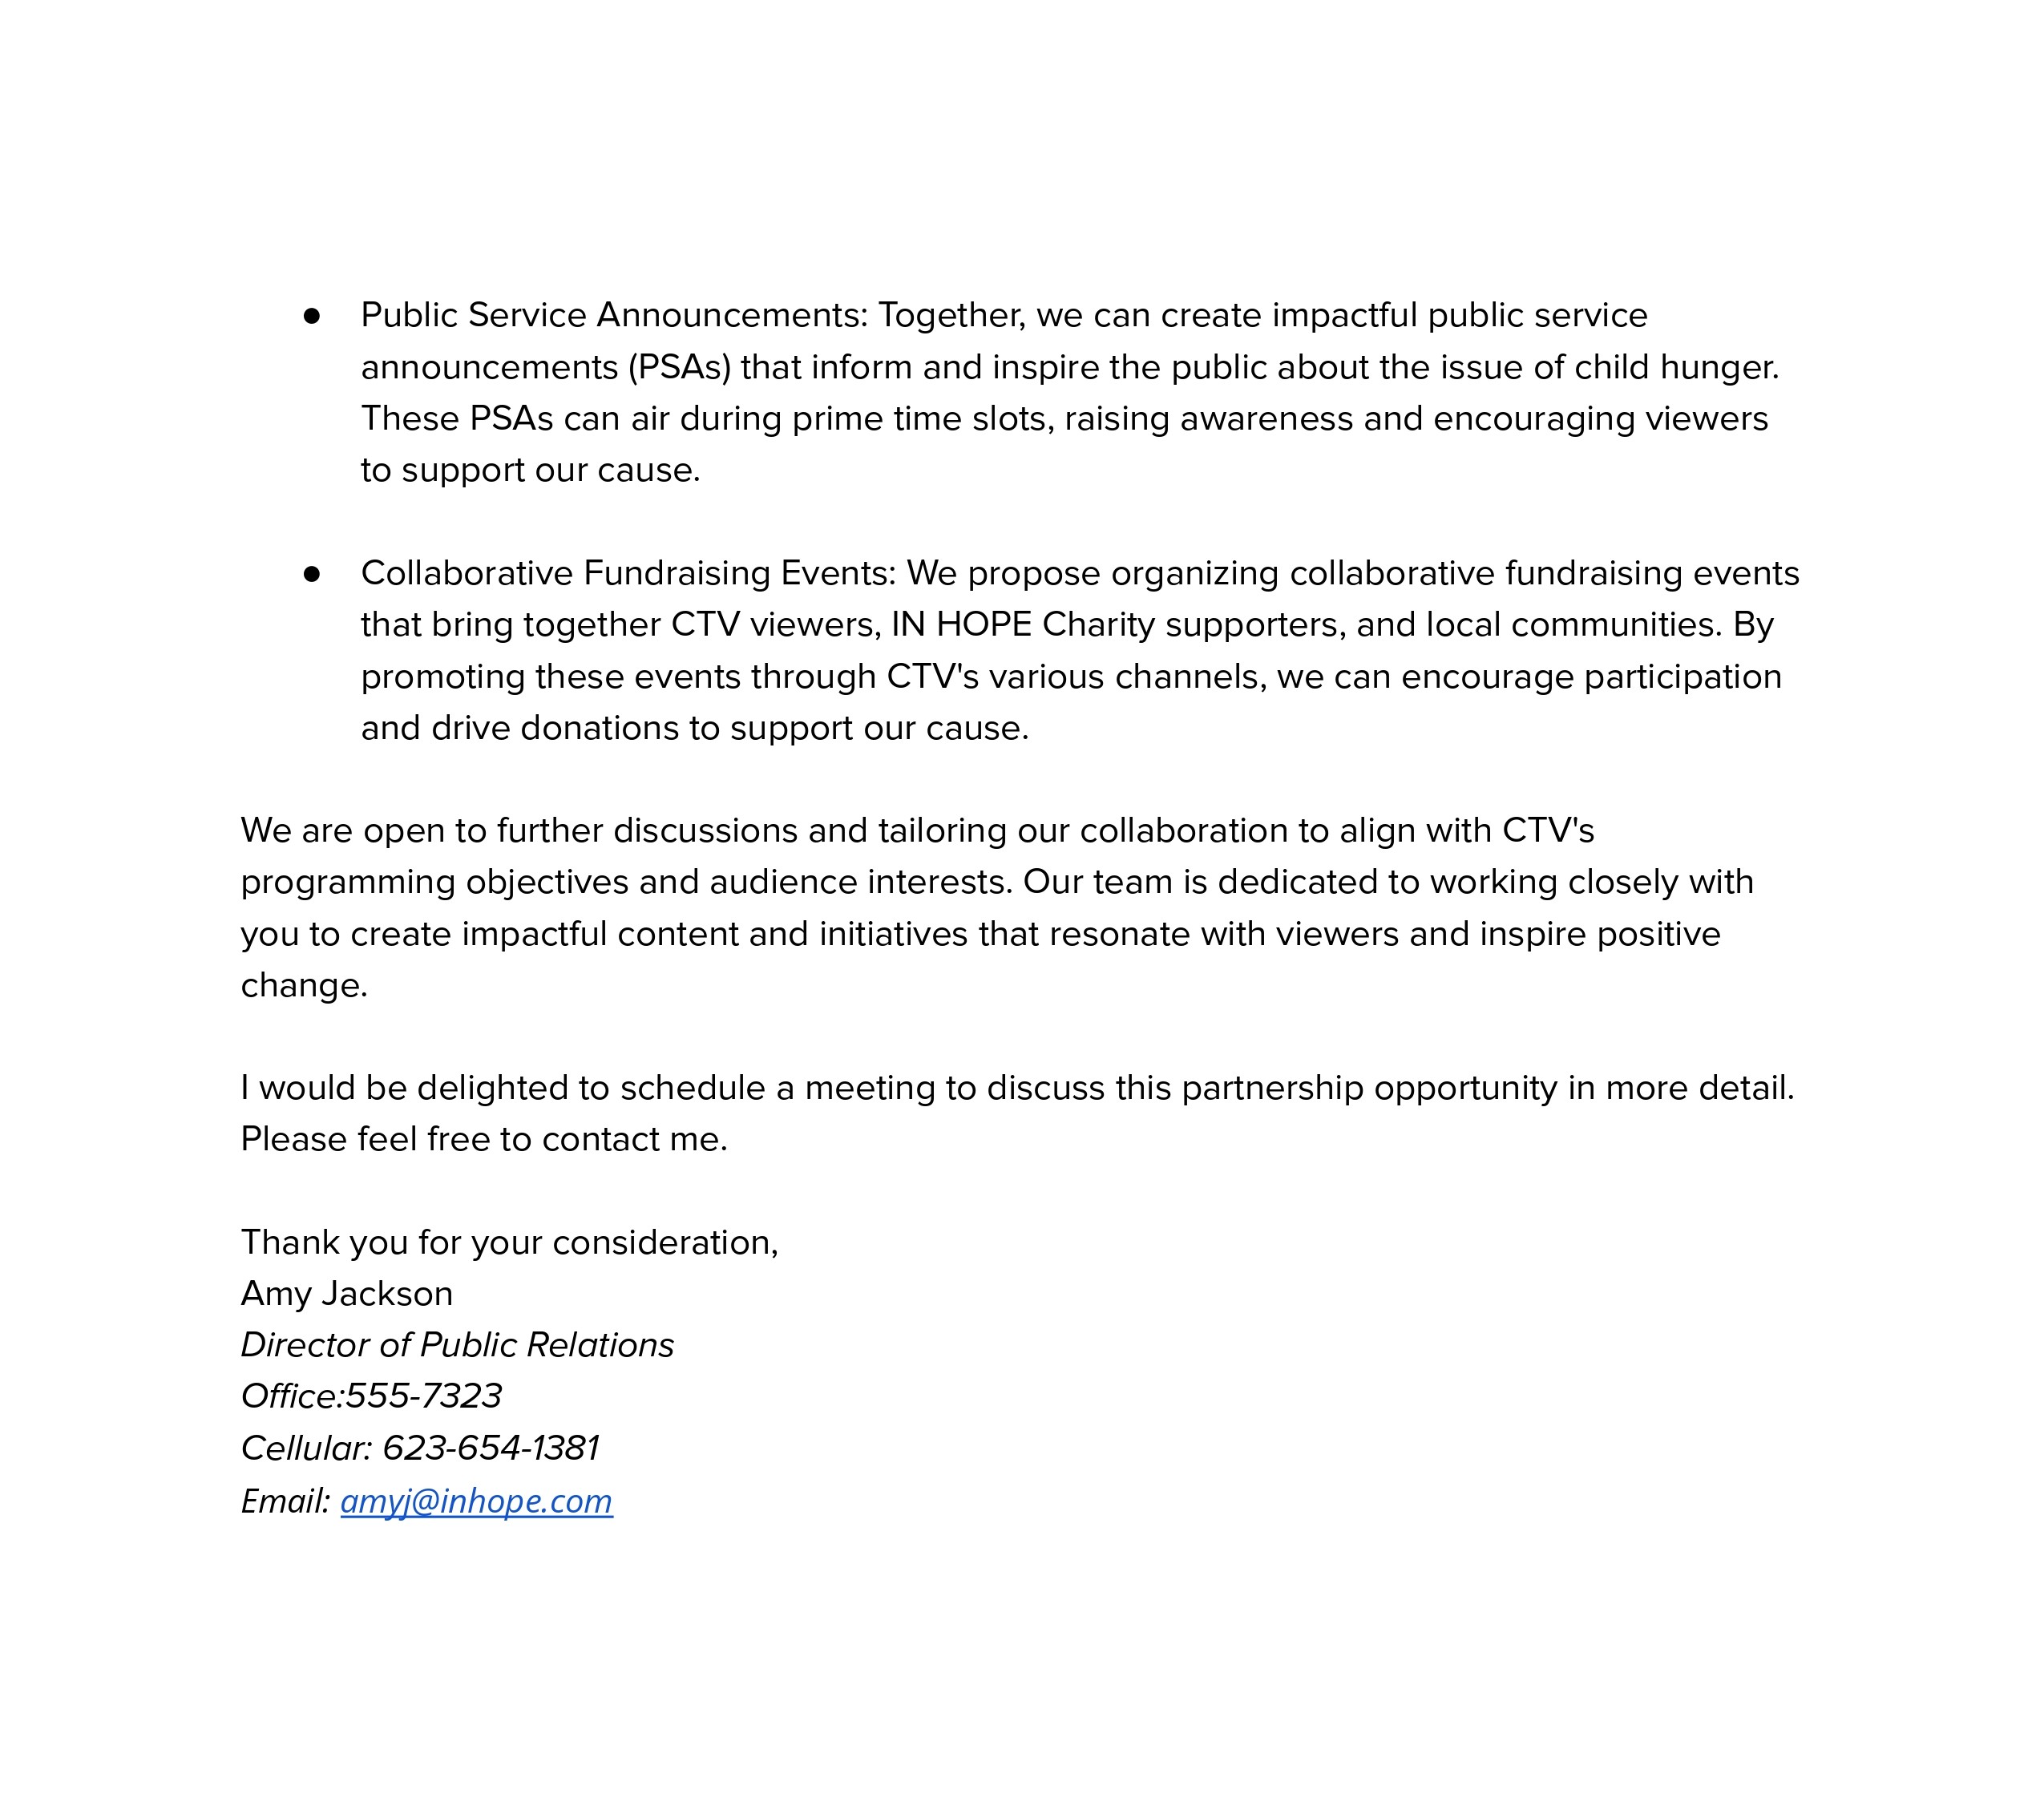 ● Public Service Announcements: Together, we can create impactful public service
announcements (PSAs) that inform and inspire the public about the issue of child hunger.
These PSAs can air during prime time slots, raising awareness and encouraging viewers
to support our cause.
● Collaborative Fundraising Events: We propose organizing collaborative fundraising events
that bring together CTV viewers, IN HOPE Charity supporters, and local communities. By
promoting these events through CTV's various channels, we can encourage participation
and drive donations to support our cause.
We are open to further discussions and tailoring our collaboration to align with CTV's
programming objectives and audience interests. Our team is dedicated to working closely with
you to create impactful content and initiatives that resonate with viewers and inspire positive
change.
I would be delighted to schedule a meeting to discuss this partnership opportunity in more detail.
Please feel free to contact me.
Thank you for your consideration,
Amy Jackson
Director of Public Relations
Office:555-7323
Cellular: 623-654-1381
Email: amyj@inhope.com